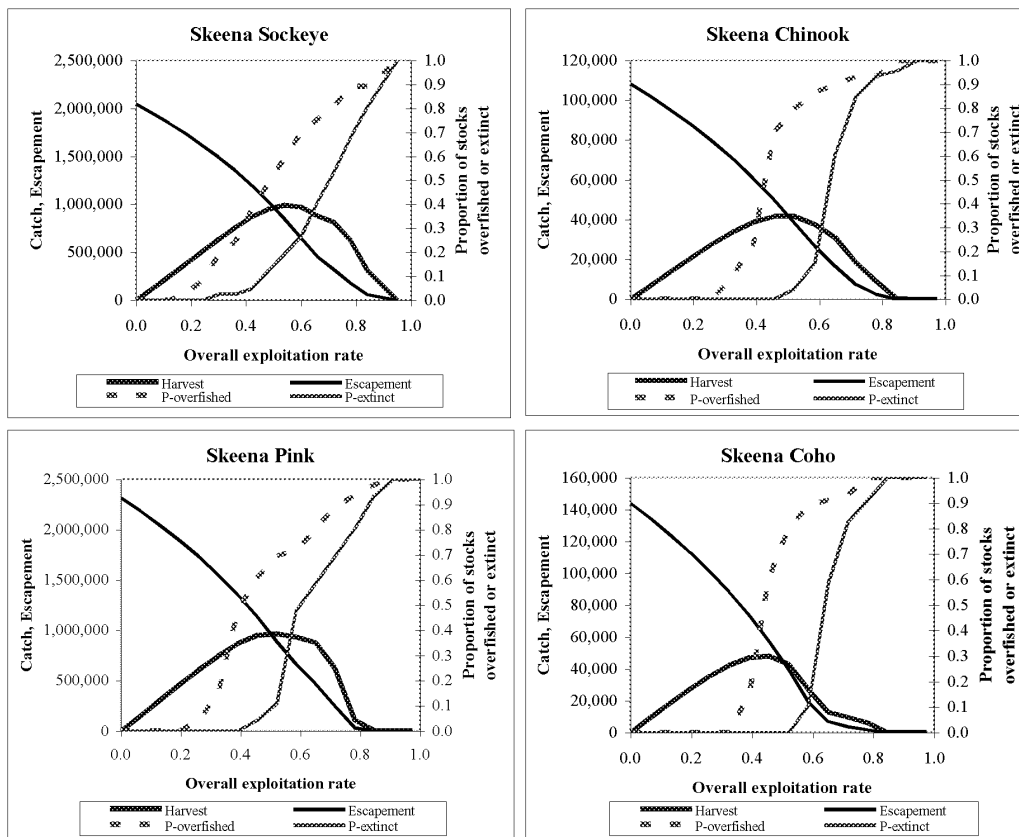 Skeena Sockeye
Catch, Escapement
2,500,000
2,000,000
1,500,000
1,000,000
500,000
0
1.0
0.9
0.8
0.7
0.6
0.5
0.4
0.3
0.2
0.1
0.0
Proportion of stocks
overfished or extinct
0.0 0.2 0.4 0.6 0.8 1.0
Overall exploitation rate
Harvest Escapement
P-overfished P-extinct
Skeena Chinook
Catch, Escapement
120,000
100,000
80,000
60,000
40,000
20,000
0
1.0
0.9
0.8
0.7
0.6
0.5
0.4
0.3
0.2
0.1
0.0
Proportion of stocks
overfished or extinct
0.0 0.2 0.4 0.6 0.8 1.0
Overall exploitation rate
Harvest Escapement
P-overfished P-extinct
Skeena Pink
Catch, Escapement
2,500,000
2,000,000
1,500,000
1,000,000
500,000
0
1.0
0.9
0.8
0.7
0.6
0.5
0.4
0.3
0.2
0.1
0.0
Proportion of stocks
overfished or extinct
0.0 0.2 0.4 0.6 0.8 1.0
Overall exploitation rate
Harvest Escapement
P-overfished P-extinct
Skeena Coho
Catch, Escapement
160,000
140,000
120,000
100,000
80,000
60,000
40,000
20,000
0
1.0
0.9
0.8
0.7
0.6
0.5
0.4
0.3
0.2
0.1
0.0
Proportion of stocks
overfished or extinct
0.0 0.2 0.4 0.6 0.8 1.0
Overall exploitation rate
Harvest Escapement
P-overfished P-extinct